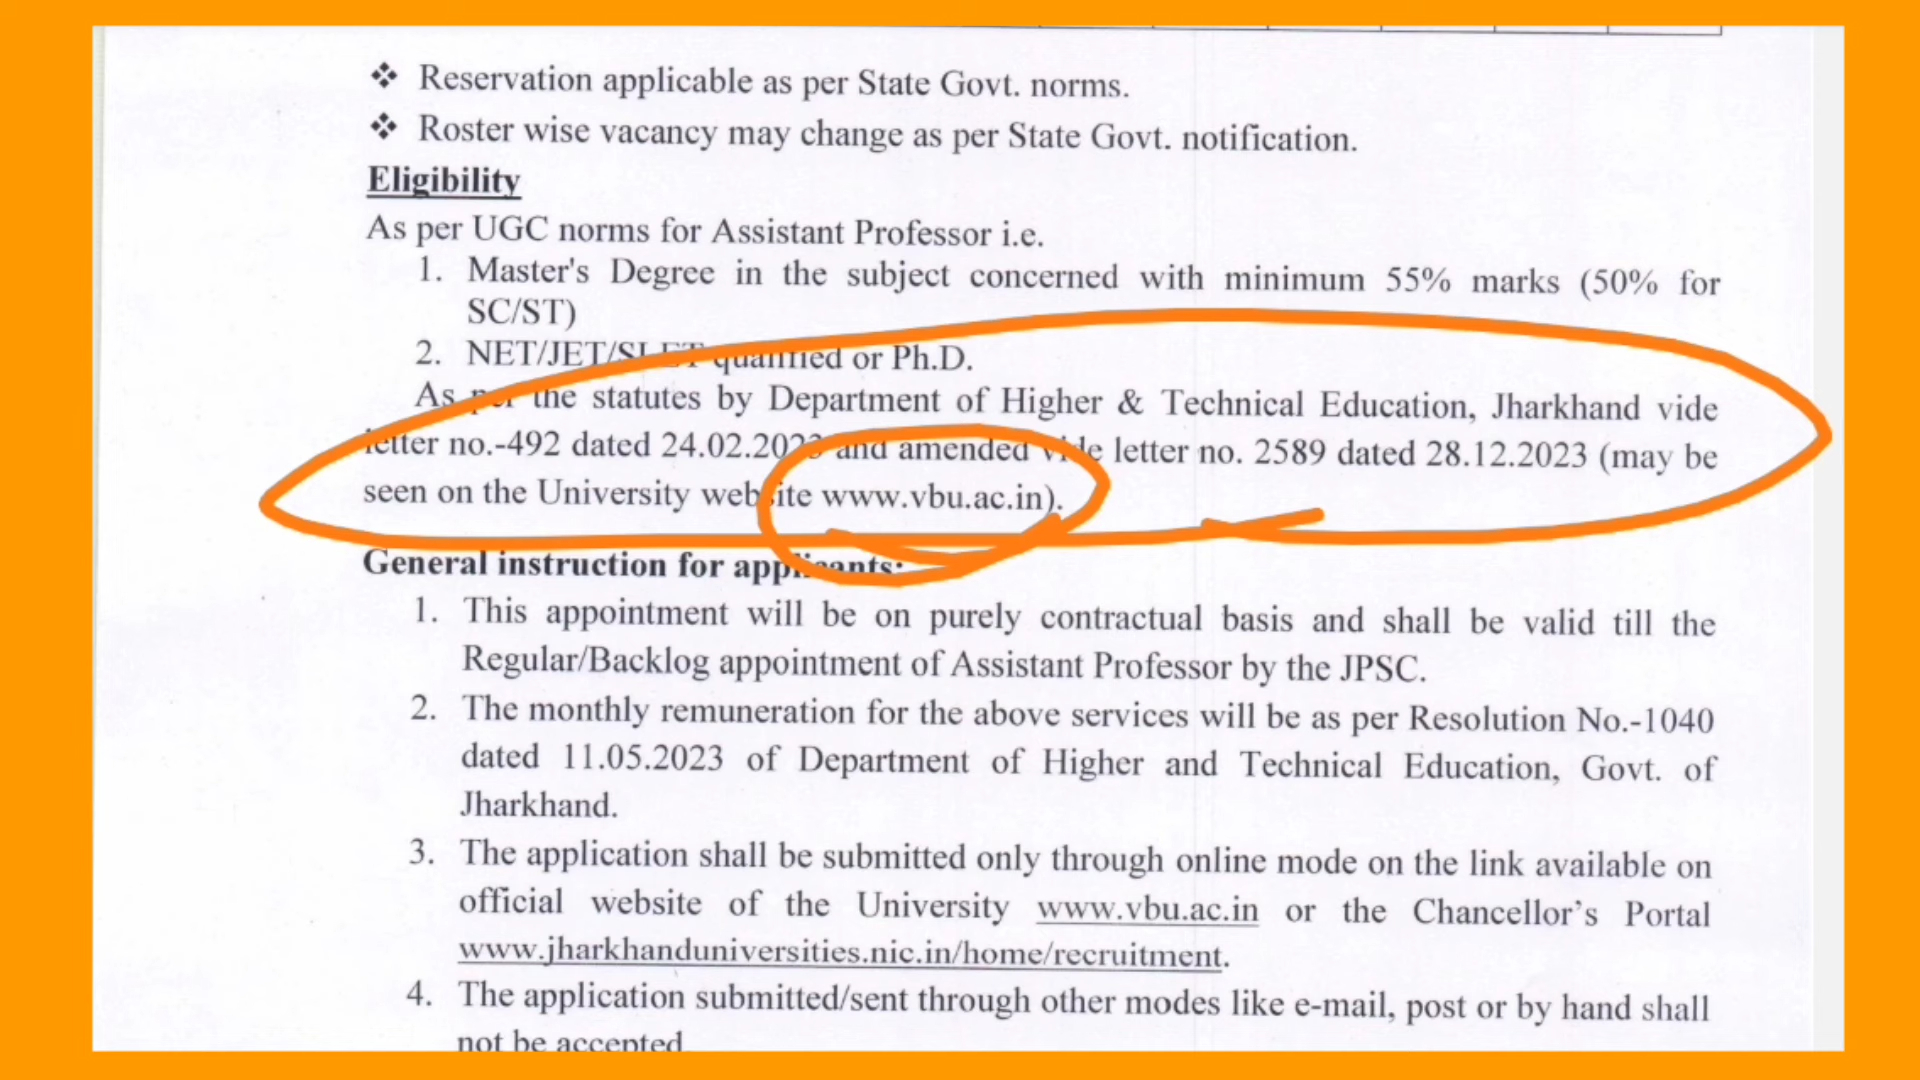 ❖ Reservation applicable as per State Govt. norms.
❖ Roster wise vacancy may change as per State Govt. notification.
Eligibility
As per UGC norms for Assistant Professor i.e.
1. Master's Degree in the subject concerned with minimum 55% marks (50% for
SC/ST)
2. NET/JET/SLET qualified or Ph.D.
As per the statutes by Department of Higher & Technical Education, Jharkhand vide
letter no.-492 dated 24.02.2023 and amended vide letter no. 2589 dated 28.12.2023 (may be
seen on the University website www.vbu.ac.in).
General instruction for applicants:
1. This appointment will be on purely contractual basis and shall be valid till the
Regular/Backlog appointment of Assistant Professor by the JPSC.
2. The monthly remuneration for the above services will be as per Resolution No.-1040
dated 11.05.2023 of Department of Higher and Technical Education, Govt. of
Jharkhand.
3. The application shall be submitted only through online mode on the link available on
official website of the University www.vbu.ac.in or the Chancellor's Portal
www.jharkhanduniversities.nic.in/home/recruitment.
4. The application submitted/sent through other modes like e-mail, post or by hand shall
not be accepted